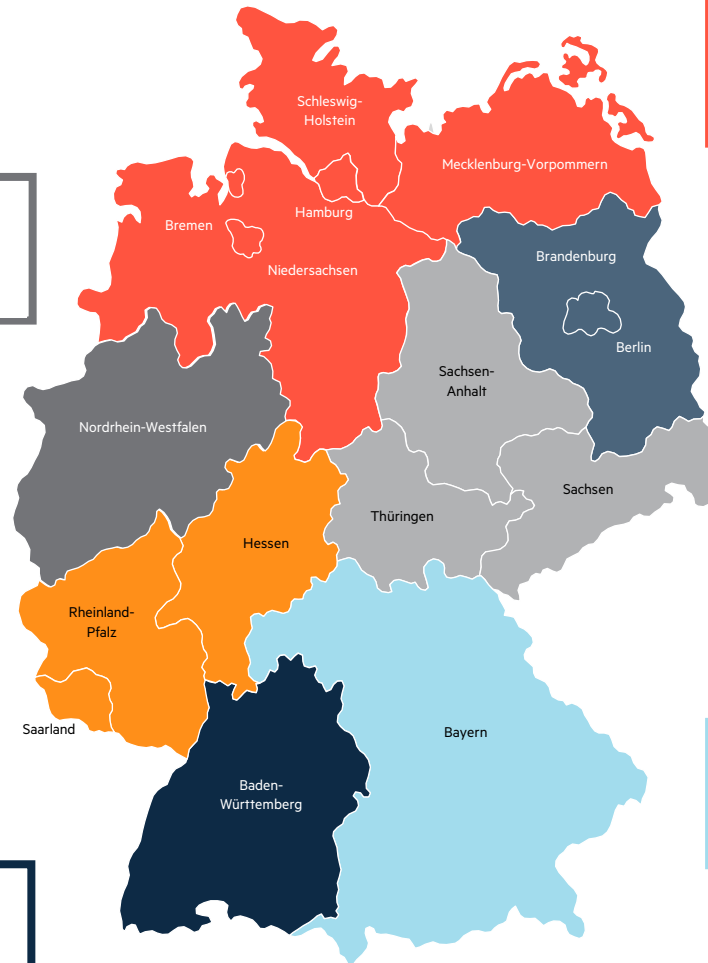 Schleswig-
Holstein
Mecklenburg-Vorpommern
Hamburg
Bremen
Niedersachsen
Brandenburg
Berlin
Sachsen-
Anhalt
Nordrhein-Westfalen
Sachsen
Thüringen
Hessen
Rheinland-
Pfalz
Saarland
Bayern
Baden-
Württemberg